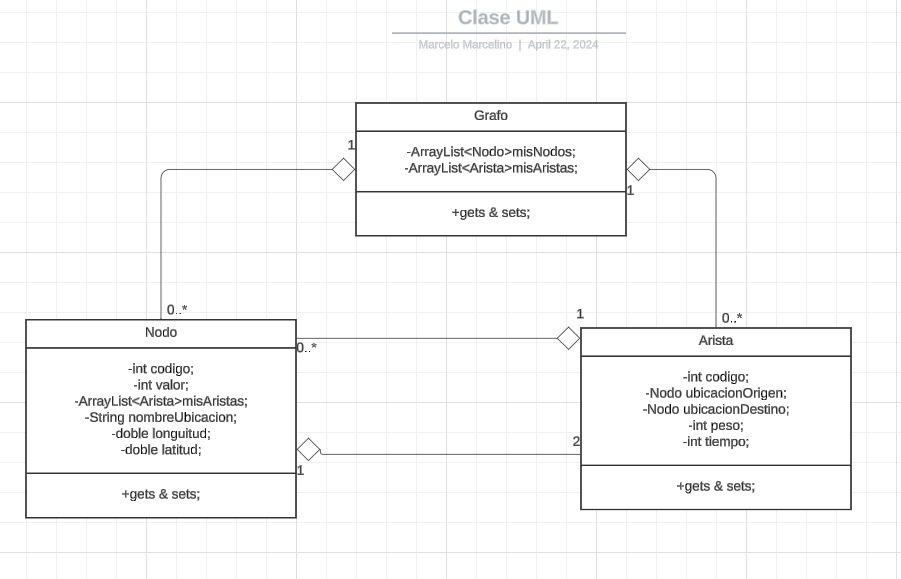 Clase UML
Marcelo Marcelino | April 22, 2024
Grafo
1
-ArrayList<Nodo>misNodos;
-ArrayList<Arista>misAristas;
1
+gets & sets;
0..*
1
0..*
Nodo
0..*
Arista
-int codigo;
-int valor;
-ArrayList<Arista>misAristas;
-String nombreUbicacion;
-doble longuitud;
-doble latitud;
1
+gets & sets;
-int codigo;
-Nodo ubicacionOrigen;
-Nodo ubicacionDestino;
-int peso;
-int tiempo;
2
+gets & sets;